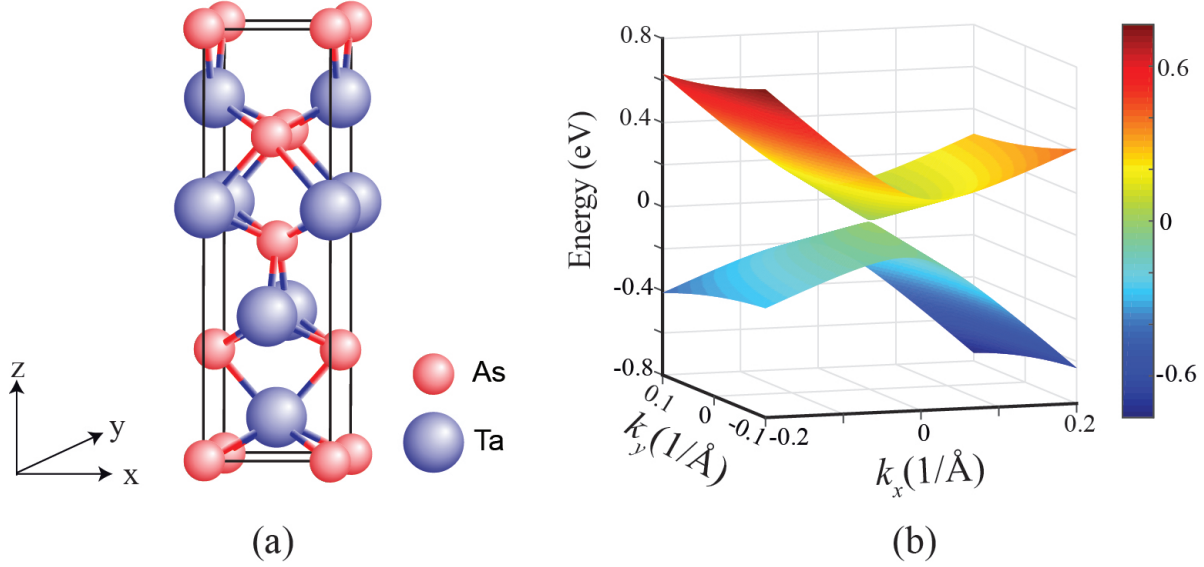 z
y
x
As
Ta
(a)
Energy (eV)
0.8
0.4
0
-0.4
-0.8
0.1
0
-0.1
k_y(1/Å)
-0.2
0
0.2
k_x(1/Å)
0.6
0
-0.6
(b)